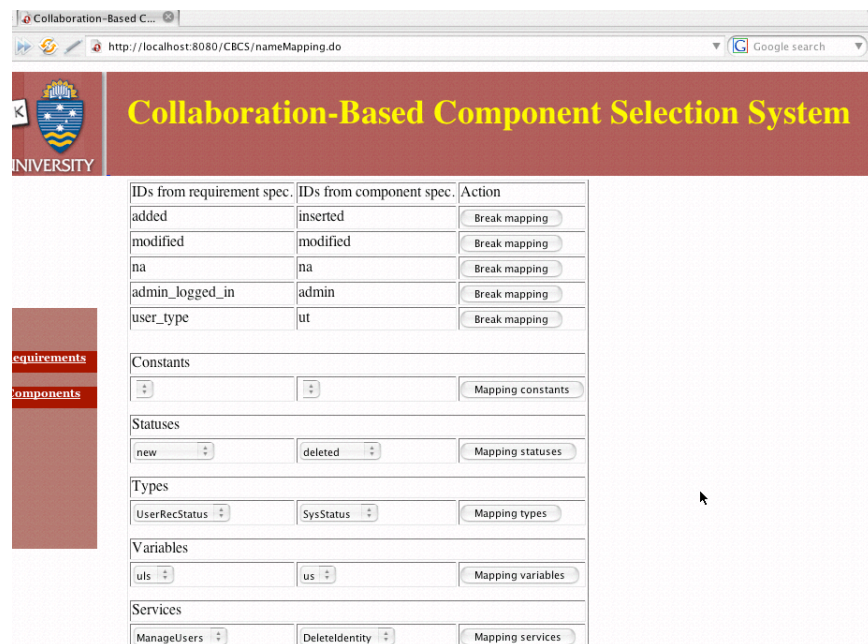 Collaboration-Based C...
http://localhost:8080/CBCS/nameMapping.do
G Google search
K
Collaboration-Based Component Selection System
NIVERSITY
IDs from requirement spec. IDs from component spec. Action
added inserted Break mapping
modified modified Break mapping
na na Break mapping
admin_logged_in admin Break mapping
user_type ut Break mapping
equirements
Constants
Mapping constants
omponents
Statuses
new deleted Mapping statuses
Types
UserRecStatus SysStatus Mapping types
Variables
uls us Mapping variables
Services
ManageUsers DeleteIdentity Mapping services